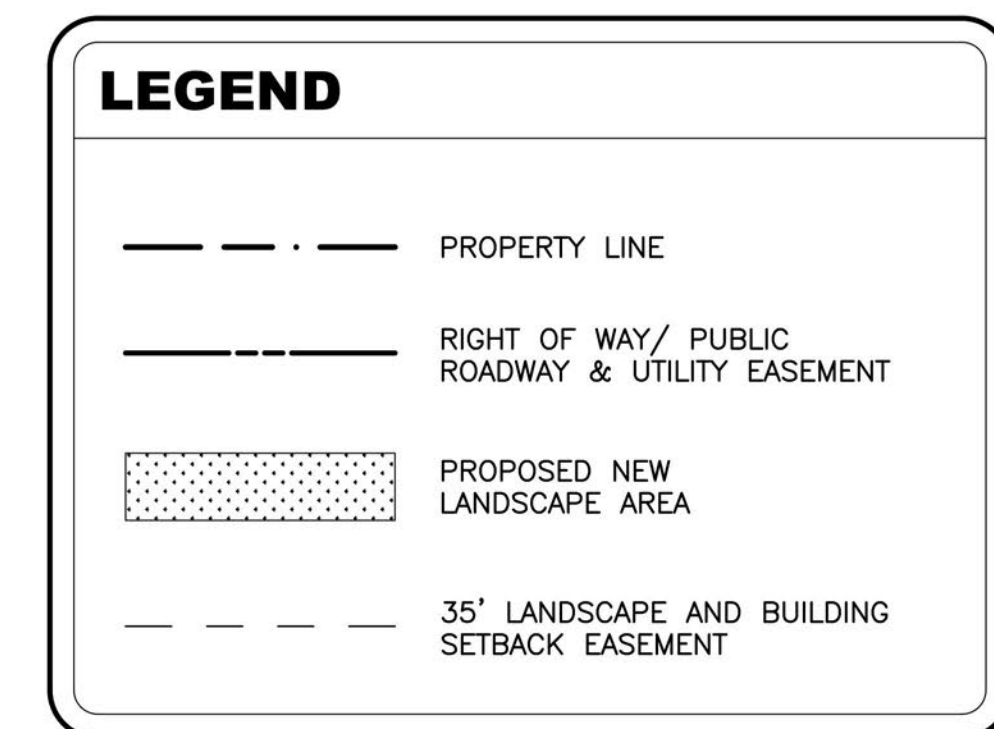 LEGEND
PROPERTY LINE
RIGHT OF WAY/ PUBLIC
ROADWAY & UTILITY EASEMENT
PROPOSED NEW
LANDSCAPE AREA
35' LANDSCAPE AND BUILDING
SETBACK EASEMENT